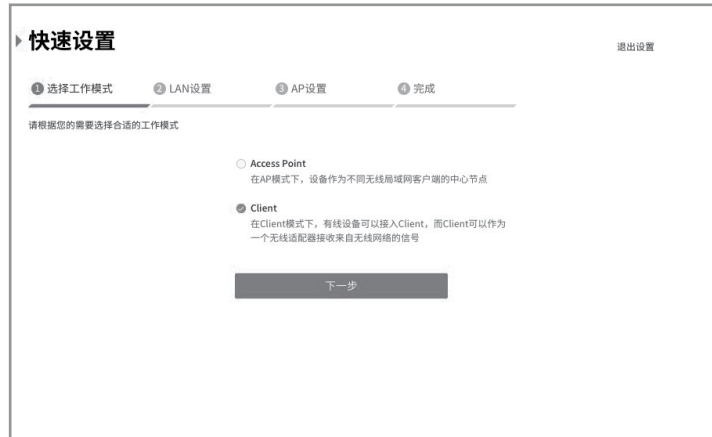 快速设置
退出设置
1 选择工作模式
2 LAN设置
3 AP设置
4 完成
请根据您的需要选择合适的工作模式
Access Point
在AP模式下，设备作为不同无线局域网客户端的中心节点
Client
在Client模式下，有线设备可以接入Client，而Client可以作为
一个无线适配器接收来自无线网络的信号
下一步